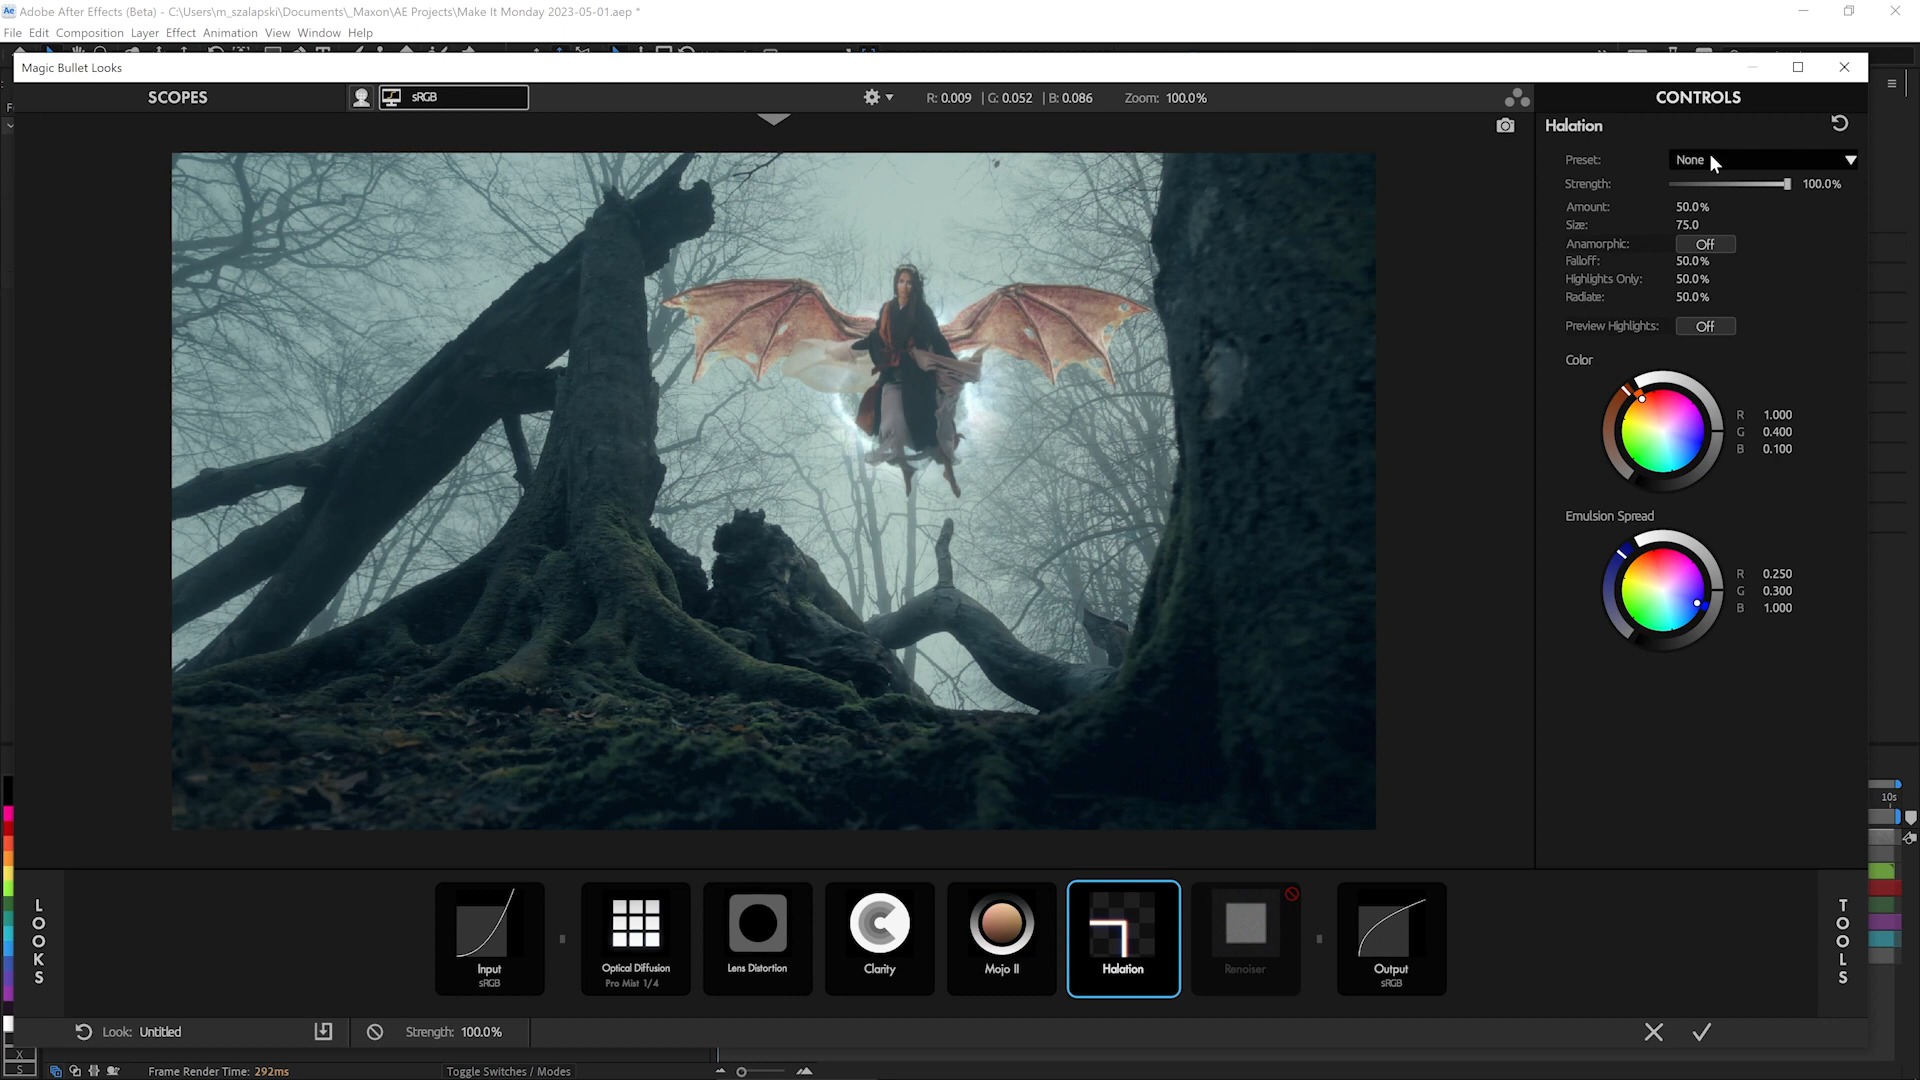 Ae Adobe After Effects (Beta) - C:\Users\m_szalapski\Documents\_Maxon\AE Projects\Make It Monday 2023-05-01.aep *
File Edit Composition Layer Effect Animation View Window Help
Magic Bullet Looks
SCOPES
sRGB
R: 0.009 | G: 0.052 | B: 0.086
Zoom: 100.0%
CONTROLS
Halation
Preset: None
Strength: 100.0%
Amount: 50.0%
Size: 75.0
Anamorphic: Off
Falloff: 50.0%
Highlights Only: 50.0%
Radiate: 50.0%
Preview Highlights: Off
Color
R 1.000
G 0.400
B 0.100
Emulsion Spread
R 0.250
G 0.300
B 1.000
10s
LOOKS
Input
sRGB
Optical Diffusion
Pro Mist 1/4
Lens Distortion
Clarity
Mojo II
Halation
Renoiser
Output
sRGB
TOOLS
Look: Untitled
Strength: 100.0%
X
S
Frame Render Time: 292ms
Toggle Switches / Modes